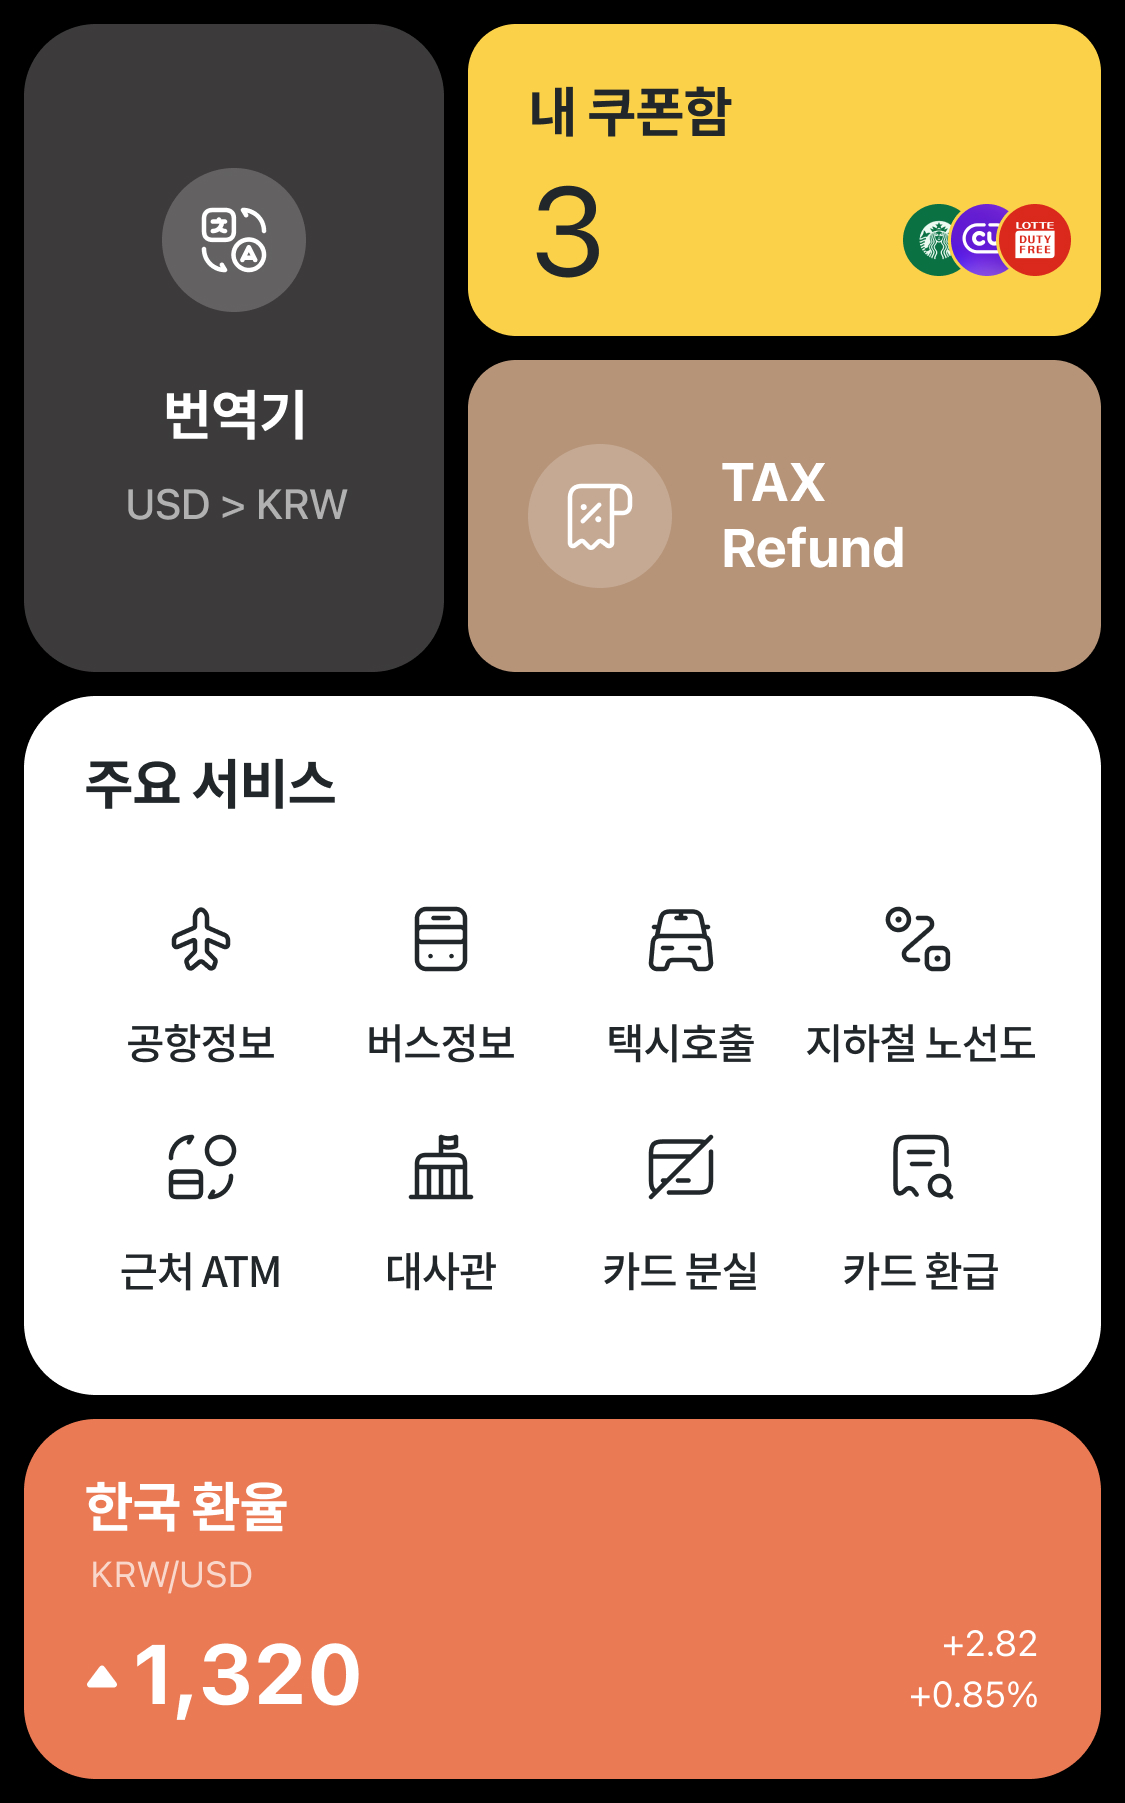 번역기
USD > KRW
내 쿠폰함
3
CU
LOTTE
DUTY
FREE
TAX
Refund
주요 서비스
공항정보
버스정보
택시호출
지하철 노선도
근처 ATM
대사관
카드 분실
카드 환급
한국 환율
KRW/USD
1,320
+2.82
+0.85%